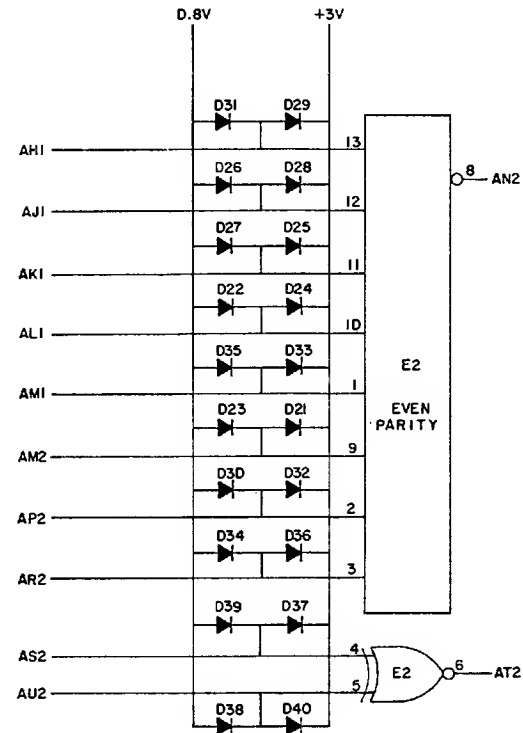 D.8V +3V
D31 D29
AH1 13
8 AN2
D26 D28
AJ1 12
D27 D25
AK1 11
D22 D24
AL1 10
D35 D33
E2
AM1 1
D23 D21
EVEN
PARITY
AM2 9
D30 D32
AP2 2
D34 D36
AR2 3
D39 D37
AS2 4
E2 6 AT2
AU2 5
D38 D40